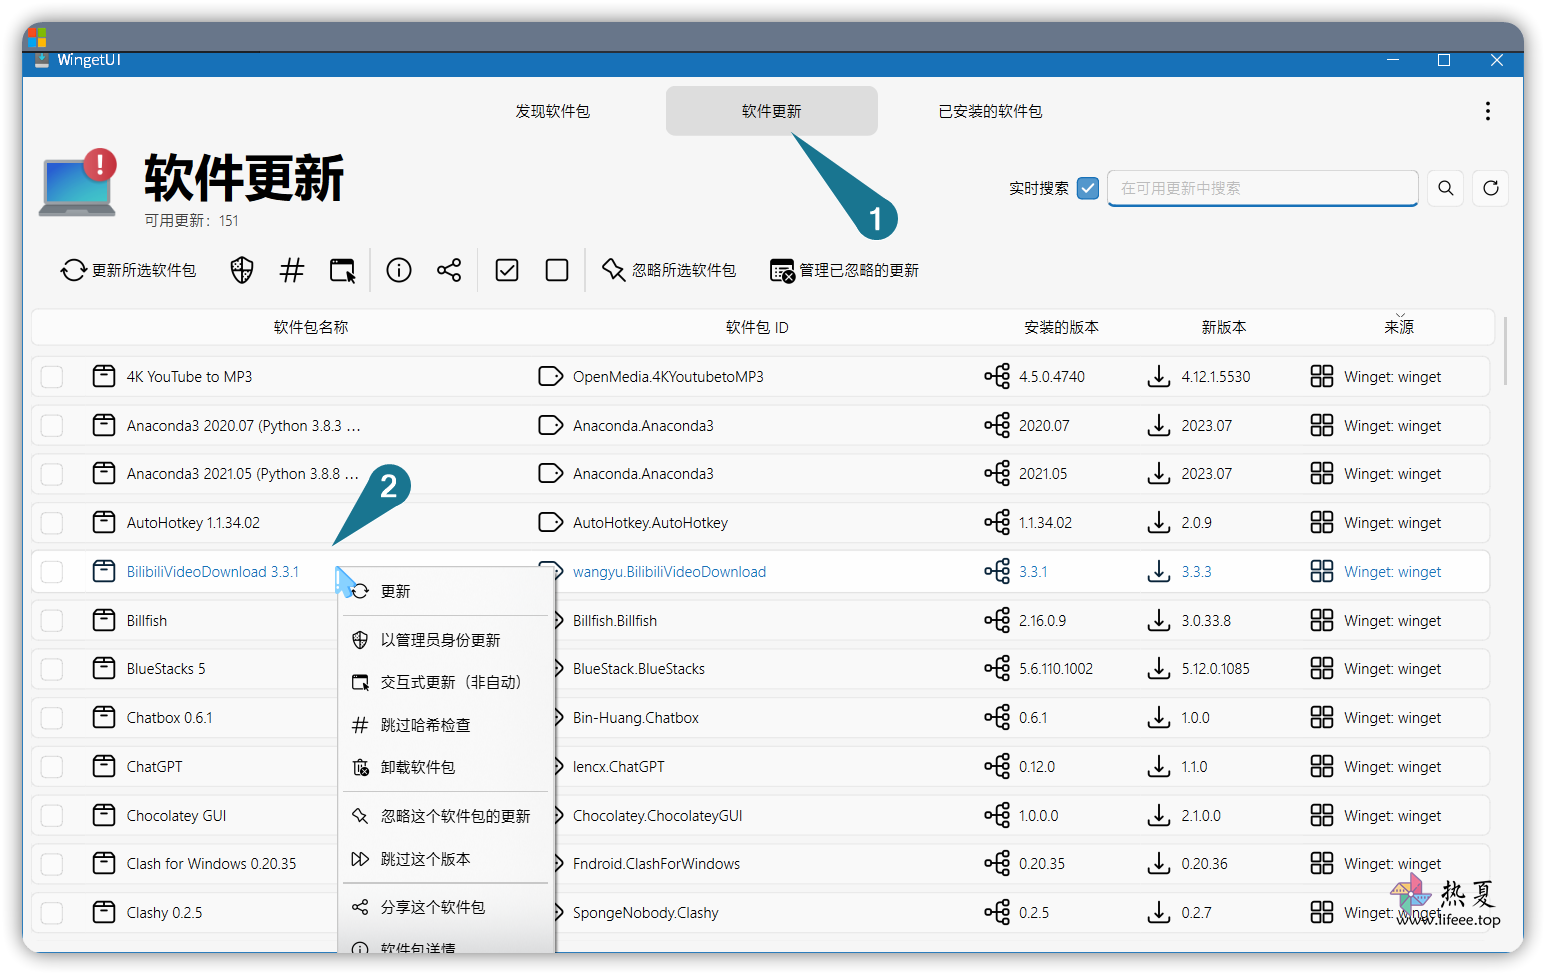 WingetUI
发现软件包 软件更新 已安装的软件包
软件更新
可用更新：151
实时搜索 在可用更新中搜索
1
更新所选软件包 忽略所选软件包 管理已忽略的更新
软件包名称 软件包 ID 安装的版本 新版本 来源
4K YouTube to MP3 OpenMedia.4KYoutubetoMP3 4.5.0.4740 4.12.1.5530 Winget: winget
Anaconda3 2020.07 (Python 3.8.3 ... Anaconda.Anaconda3 2020.07 2023.07 Winget: winget
Anaconda3 2021.05 (Python 3.8.8 ... Anaconda.Anaconda3 2021.05 2023.07 Winget: winget
2
AutoHotkey 1.1.34.02 AutoHotkey.AutoHotkey 1.1.34.02 2.0.9 Winget: winget
BilibiliVideoDownload 3.3.1 wangyu.BilibiliVideoDownload 3.3.1 3.3.3 Winget: winget
Billfish Billfish.Billfish 2.16.0.9 3.0.33.8 Winget: winget
BlueStacks 5 BlueStack.BlueStacks 5.6.110.1002 5.12.0.1085 Winget: winget
Chatbox 0.6.1 Bin-Huang.Chatbox 0.6.1 1.0.0 Winget: winget
ChatGPT lencx.ChatGPT 0.12.0 1.1.0 Winget: winget
Chocolatey GUI Chocolatey.ChocolateyGUI 1.0.0.0 2.1.0.0 Winget: winget
Clash for Windows 0.20.35 Fndroid.ClashForWindows 0.20.35 0.20.36 Winget: winget
Clashy 0.2.5 SpongeNobody.Clashy 0.2.5 0.2.7 Winget: winget
更新
以管理员身份更新
交互式更新（非自动）
跳过哈希检查
卸载软件包
忽略这个软件包的更新
跳过这个版本
分享这个软件包
软件包详情
热夏
www.lifeee.top